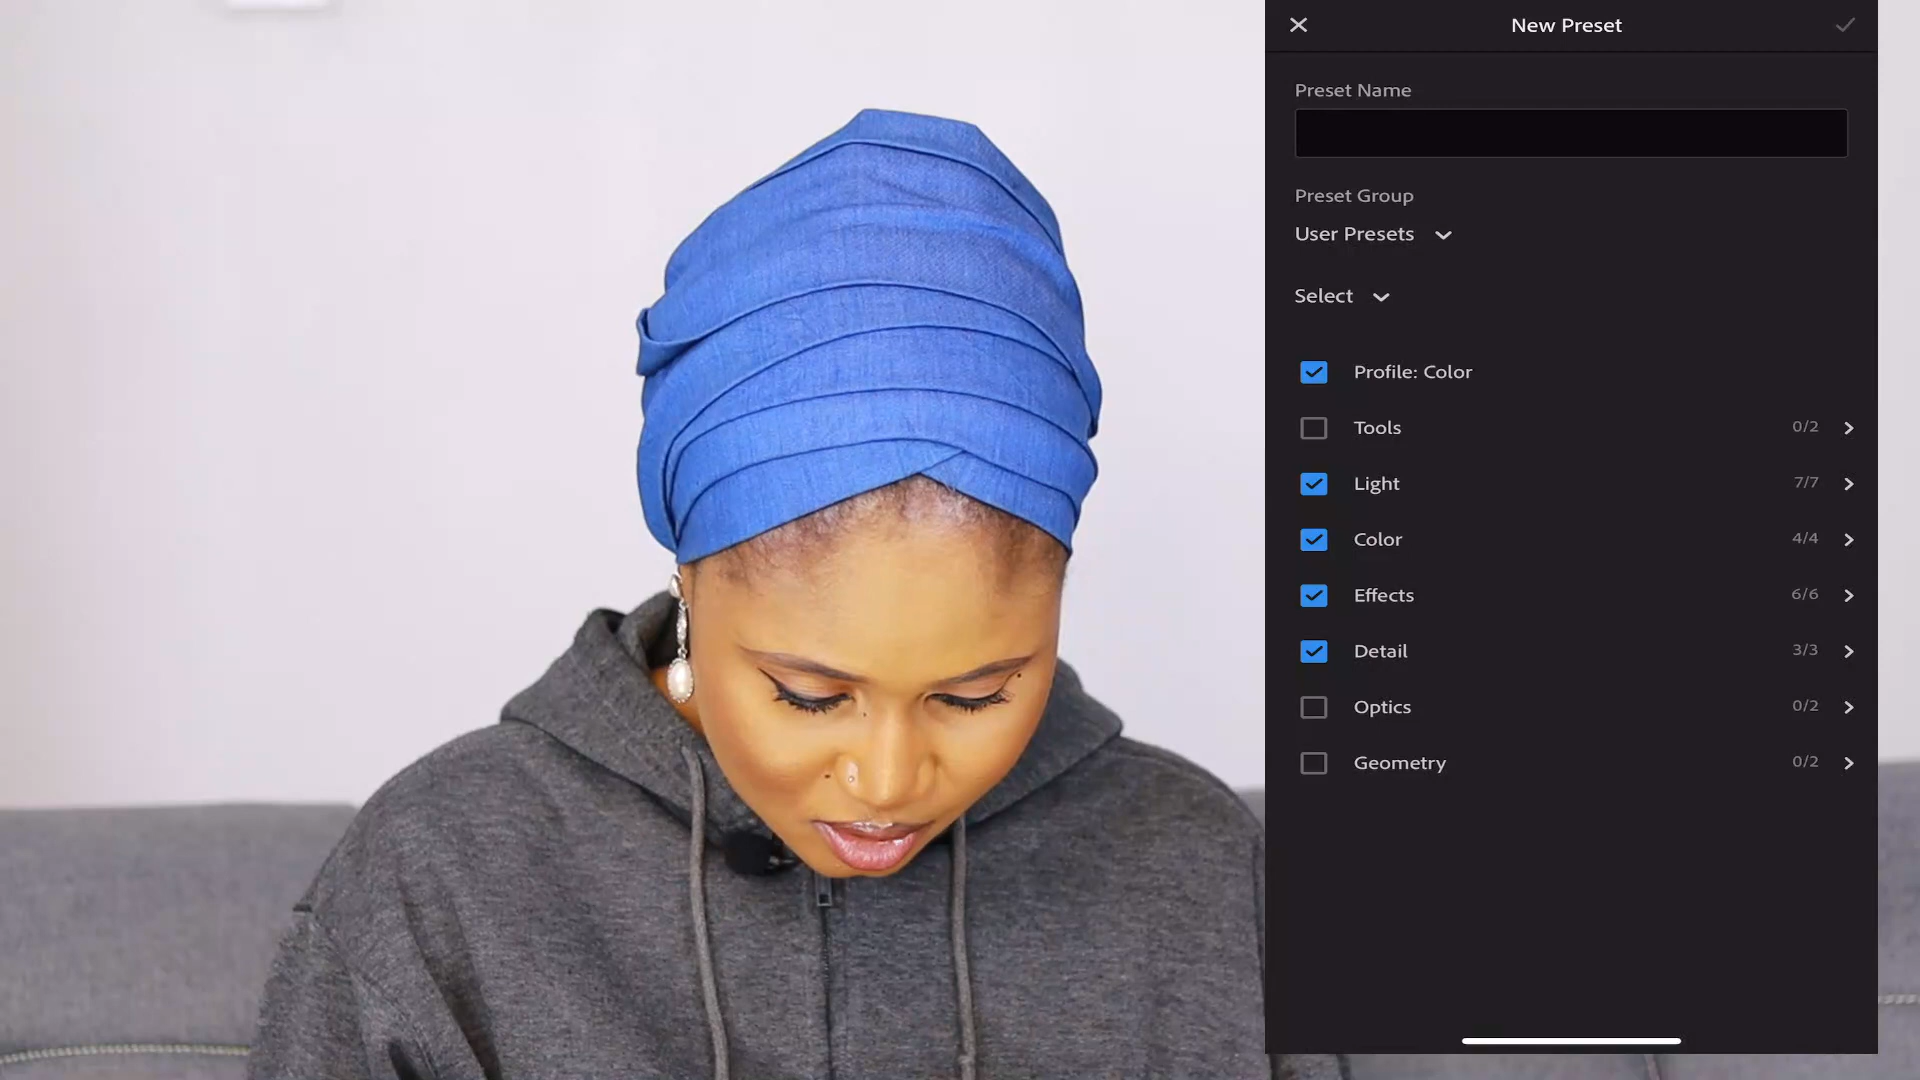 New Preset
Preset Name
Preset Group
User Presets
Select
Profile: Color
Tools 0/2
Light 7/7
Color 4/4
Effects 6/6
Detail 3/3
Optics 0/2
Geometry 0/2